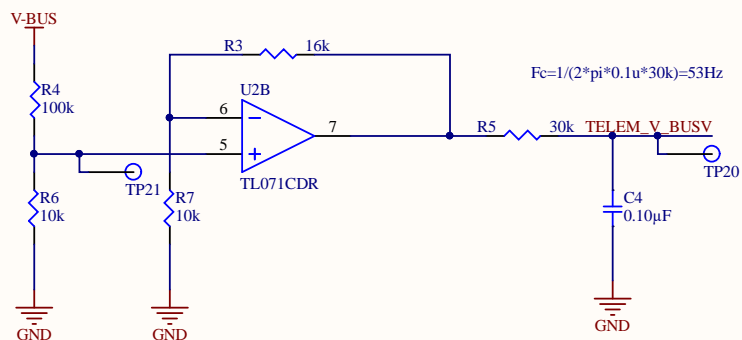 V-BUS
R3
16k
Fc=1/(2*pi*0.1u*30k)=53Hz
R4
100k
U2B
6
7
5
R5
30k
TELEM_V_BUSV
TP21
TL071CDR
TP20
R6
10k
R7
10k
C4
0.10µF
GND
GND
GND